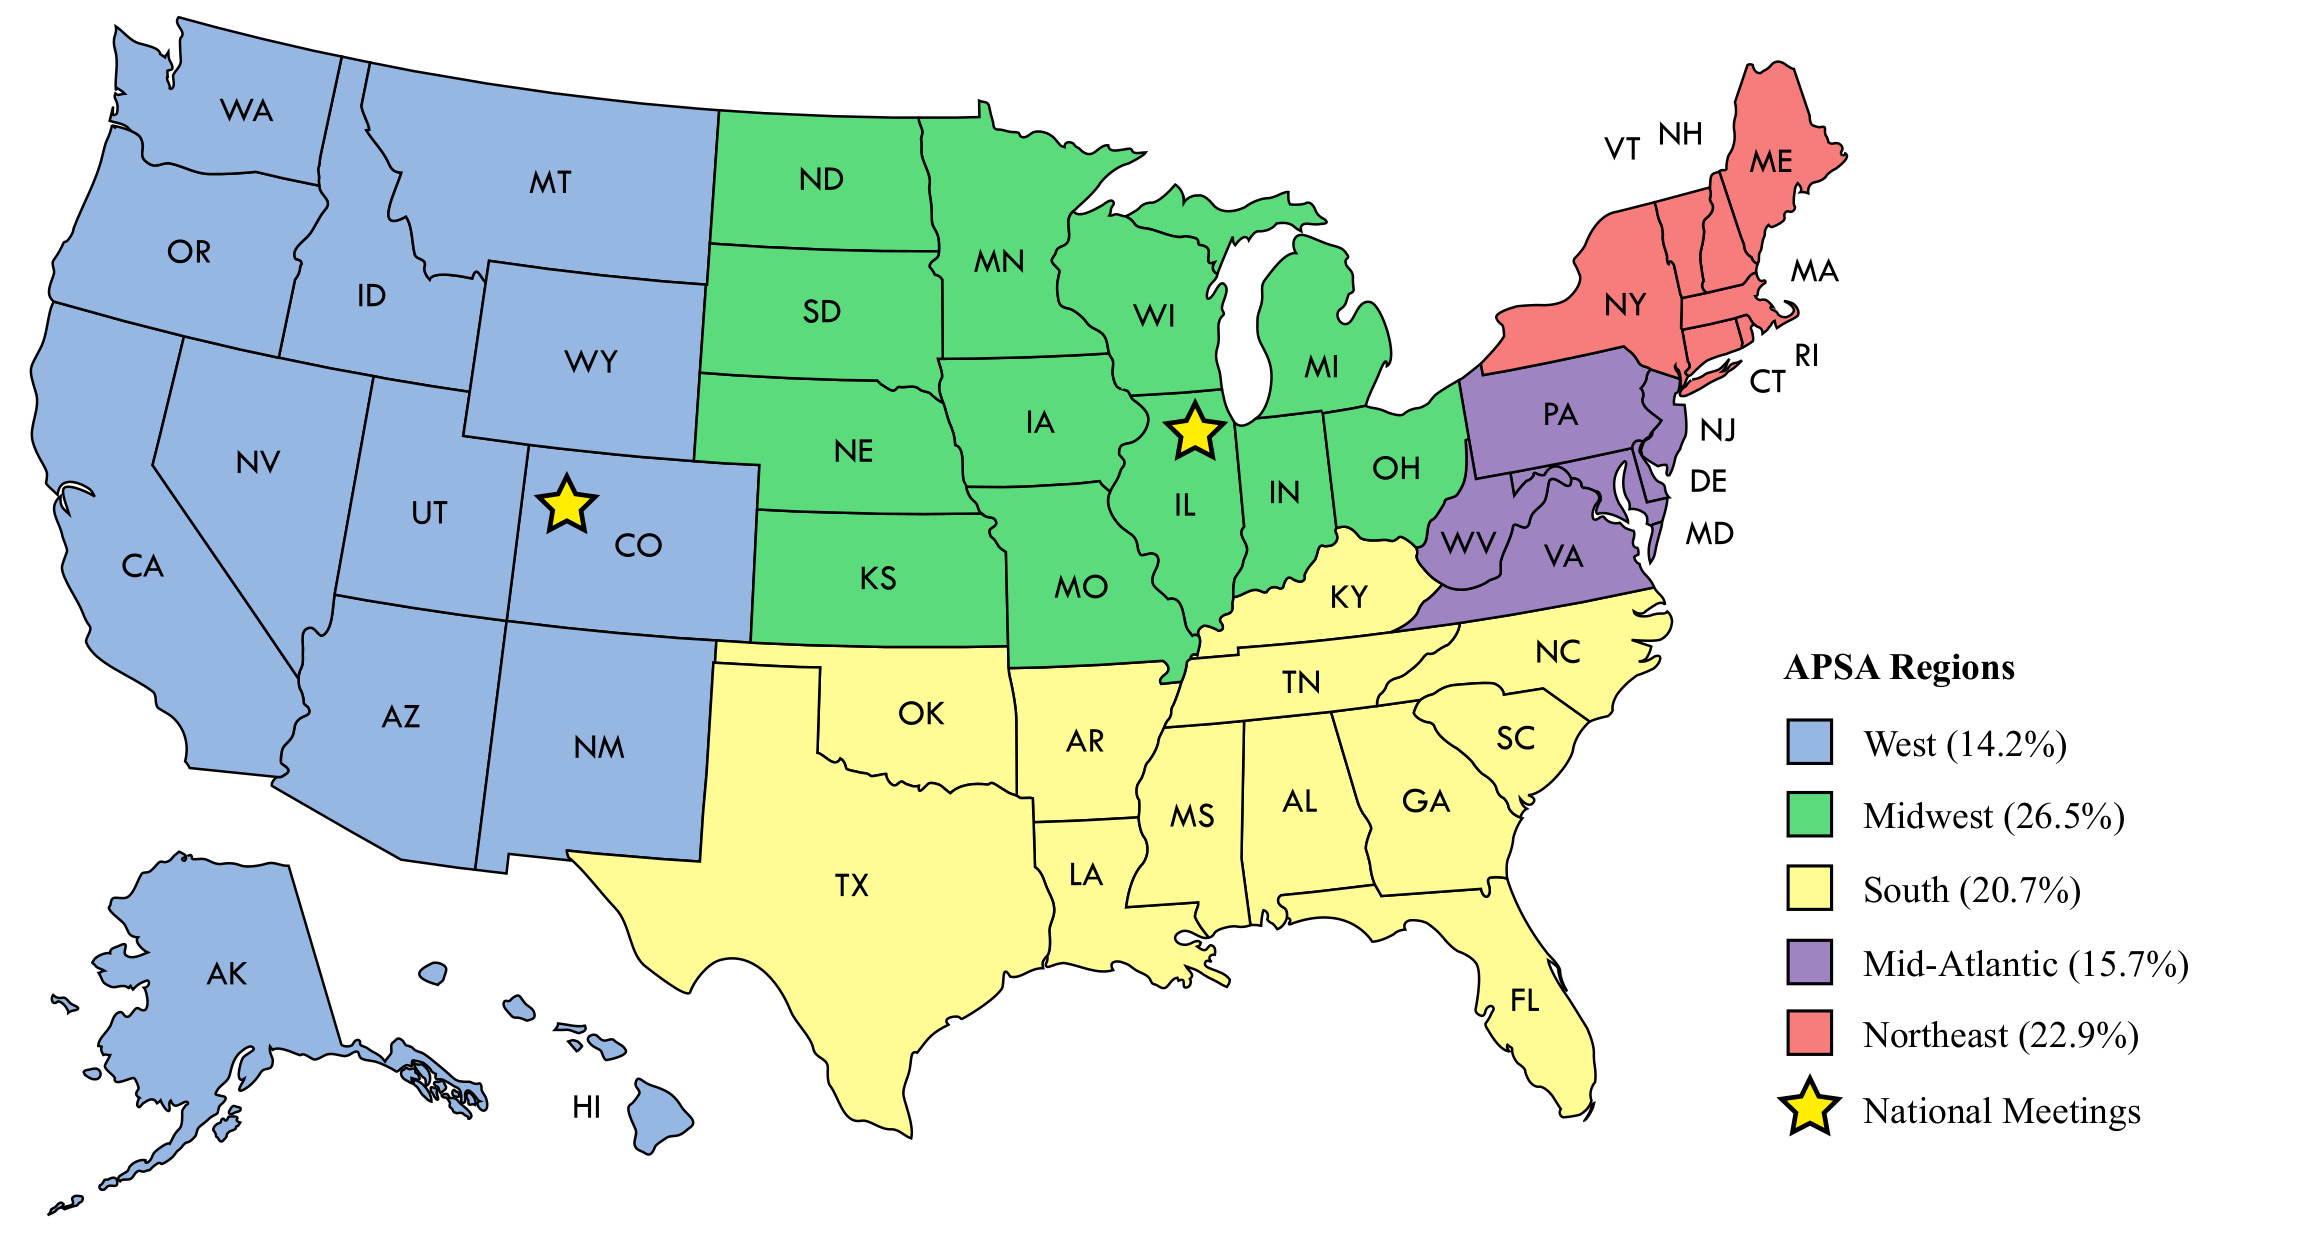 WA
MT
ND
MN
VT
NH
ME
OR
ID
SD
WI
MI
NY
MA
WY
RI
CT
NV
UT
CO
NE
IA
IL
IN
OH
PA
NJ
DE
MD
CA
KS
MO
KY
WV
VA
AZ
NM
OK
AR
TN
NC
SC
TX
LA
MS
AL
GA
FL
AK
HI
APSA Regions
West (14.2%)
Midwest (26.5%)
South (20.7%)
Mid-Atlantic (15.7%)
Northeast (22.9%)
National Meetings